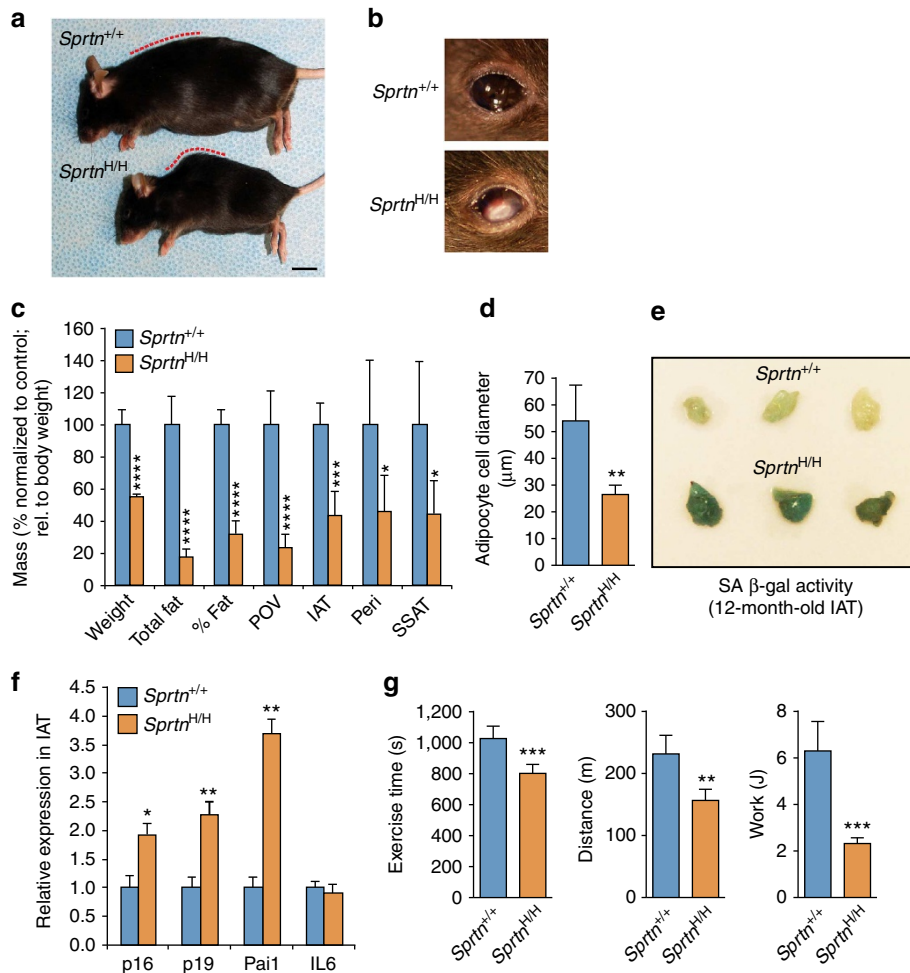 a
Sprtn+/+
SprtnH/H
b
Sprtn+/+
SprtnH/H
c
Mass (% normalized to control;
rel. to body weight)
160
140
120
100
80
60
40
20
0
Sprtn+/+
SprtnH/H
****
****
****
****
***
*
*
Weight
Total fat
% Fat
POV
IAT
Peri
SSAT
d
Adipocyte cell diameter
(μm)
70
60
50
40
30
20
10
0
**
Sprtn+/+
SprtnH/H
e
Sprtn+/+
SprtnH/H
SA β-gal activity
(12-month-old IAT)
f
Relative expression in IAT
4.5
4.0
3.5
3.0
2.5
2.0
1.5
1.0
0.5
0.0
Sprtn+/+
SprtnH/H
*
**
**
p16
p19
Pai1
IL6
g
Exercise time (s)
1,200
1,000
800
600
400
200
0
***
Sprtn+/+
SprtnH/H
Distance (m)
300
200
100
0
**
Sprtn+/+
SprtnH/H
Work (J)
8
6
4
2
0
***
Sprtn+/+
SprtnH/H